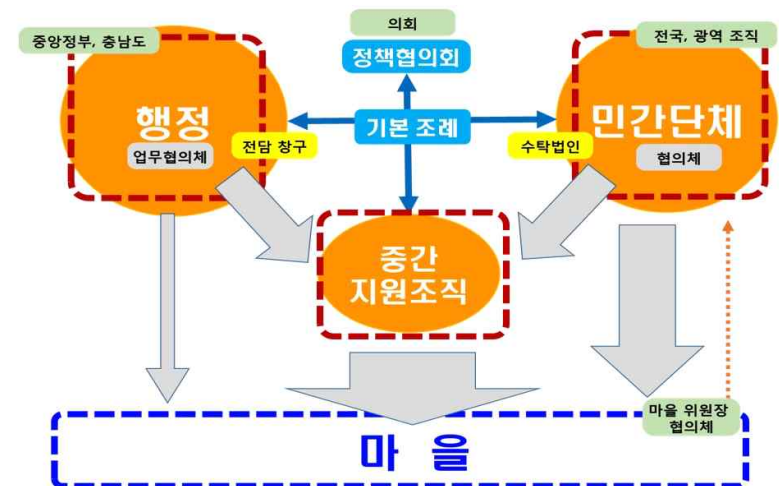 의회
정책협의회
중앙정부, 충남도
전국, 광역 조직
행정
업무협의체
전담 창구
기본 조례
수탁법인
민간단체
협의체
중간
지원조직
마을 위원장
협의체
마을